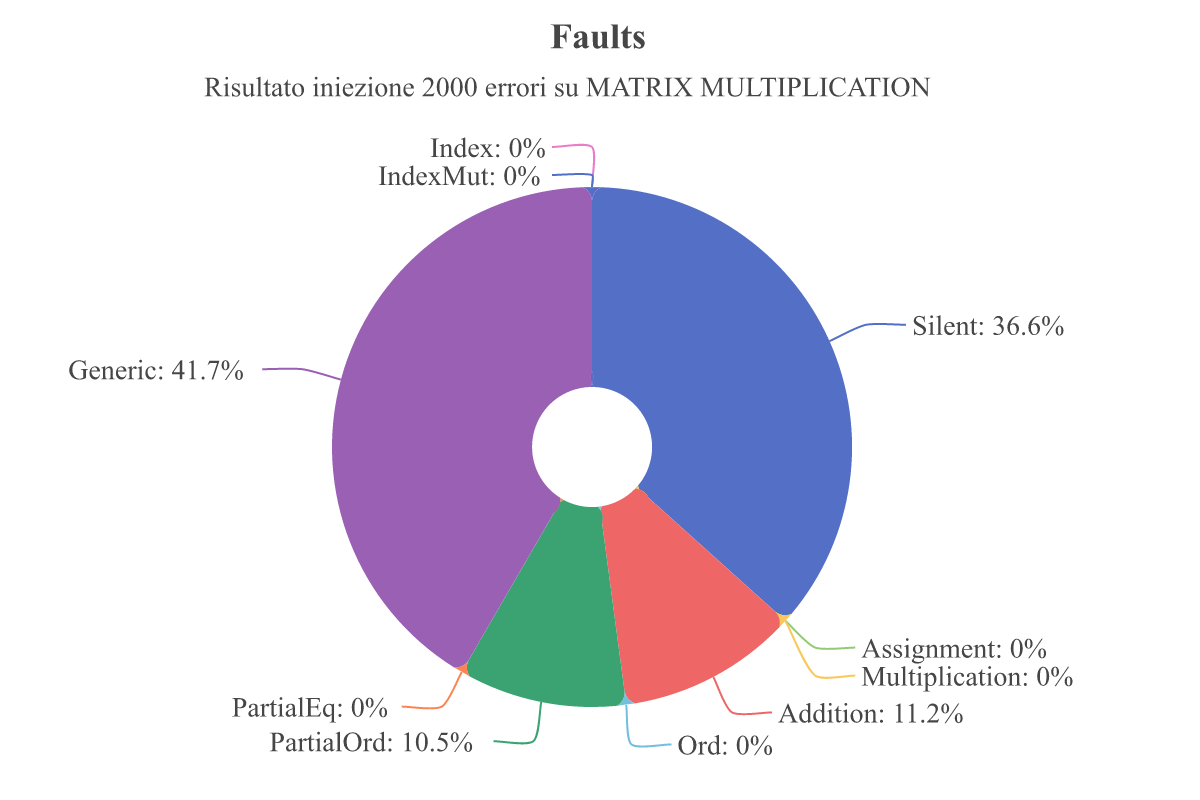 Faults
Risultato iniezione 2000 errori su MATRIX MULTIPLICATION
Index: 0%
IndexMut: 0%
Silent: 36.6%
Generic: 41.7%
Assignment: 0%
Multiplication: 0%
PartialEq: 0%
Addition: 11.2%
PartialOrd: 10.5%
Ord: 0%